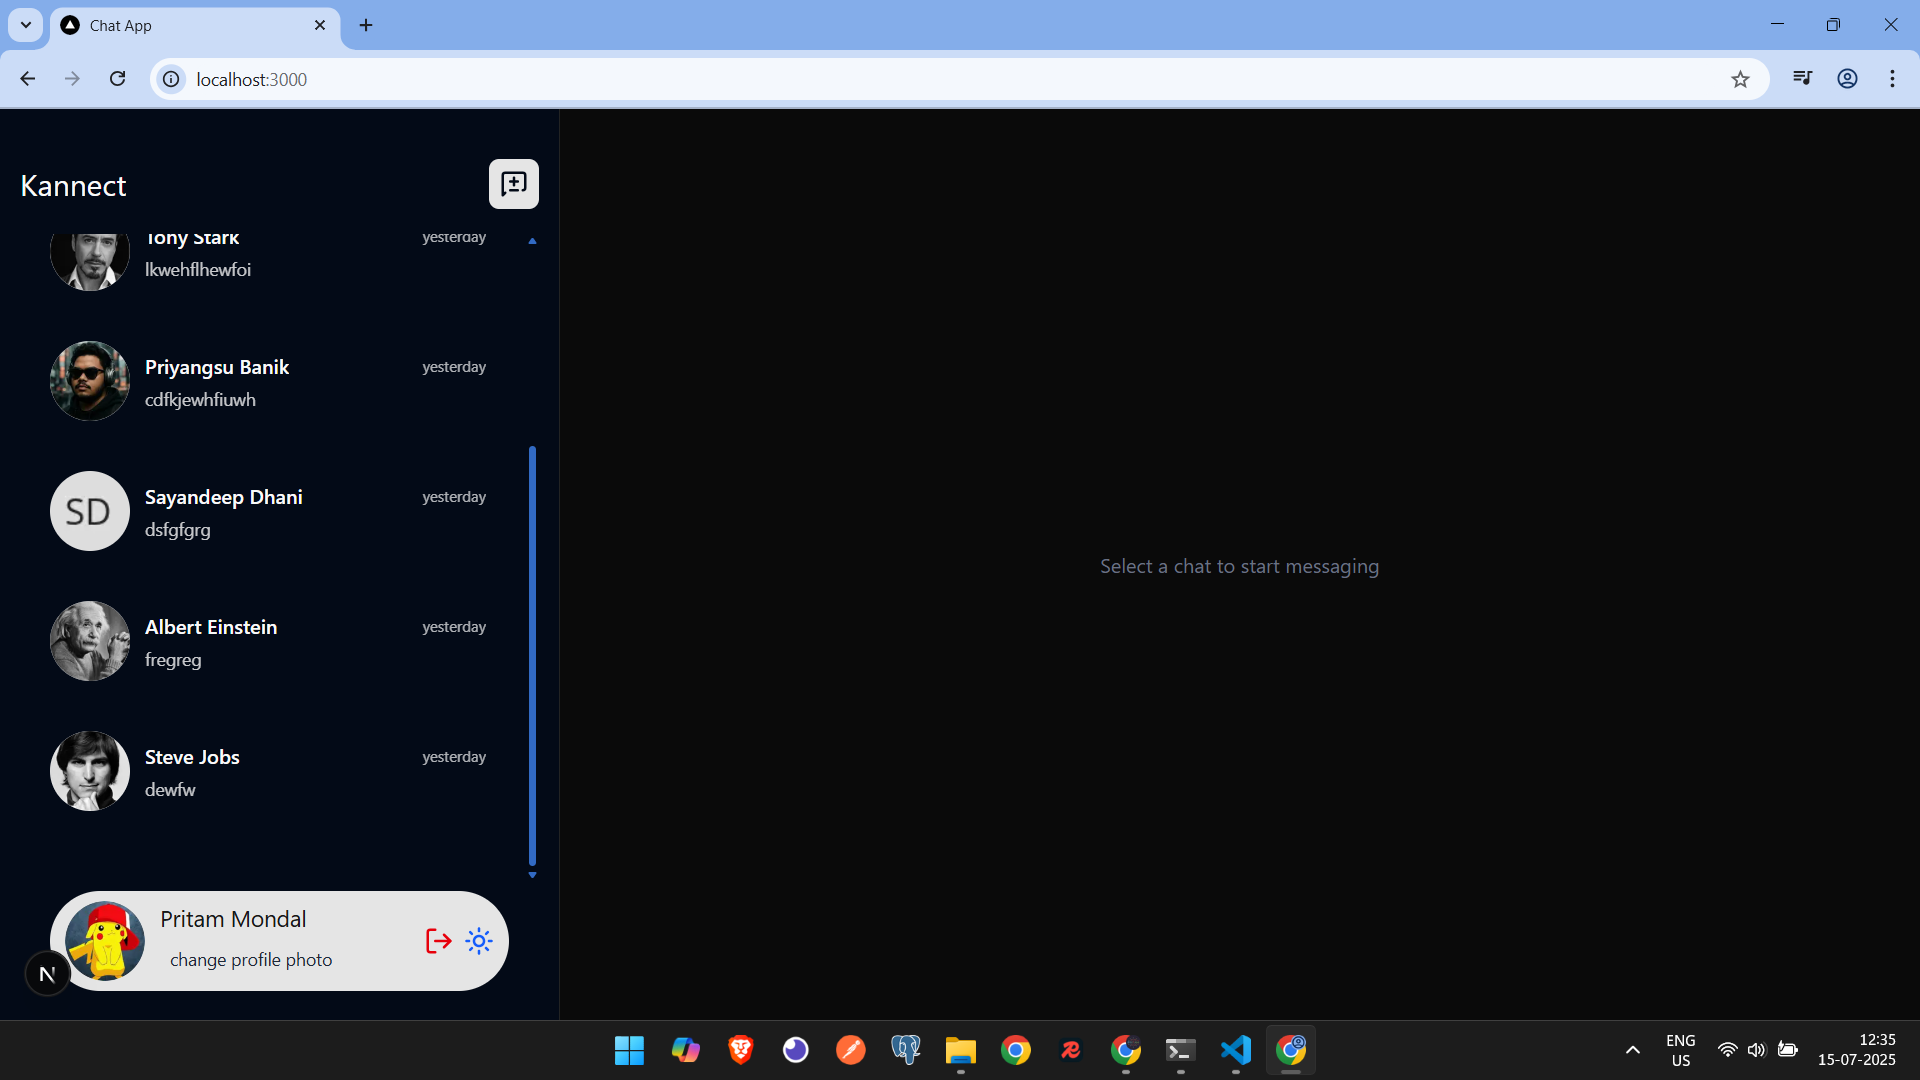 Chat App
localhost:3000
Kannect
Tony Stark
yesterday
lkwehflhewfoi
Priyangsu Banik
yesterday
cdfkjewhfiuwh
SD
Sayandeep Dhani
yesterday
dsfgfgrg
Albert Einstein
yesterday
fregreg
Steve Jobs
yesterday
dewfw
Select a chat to start messaging
Pritam Mondal
change profile photo
N
ENG
US
12:35
15-07-2025